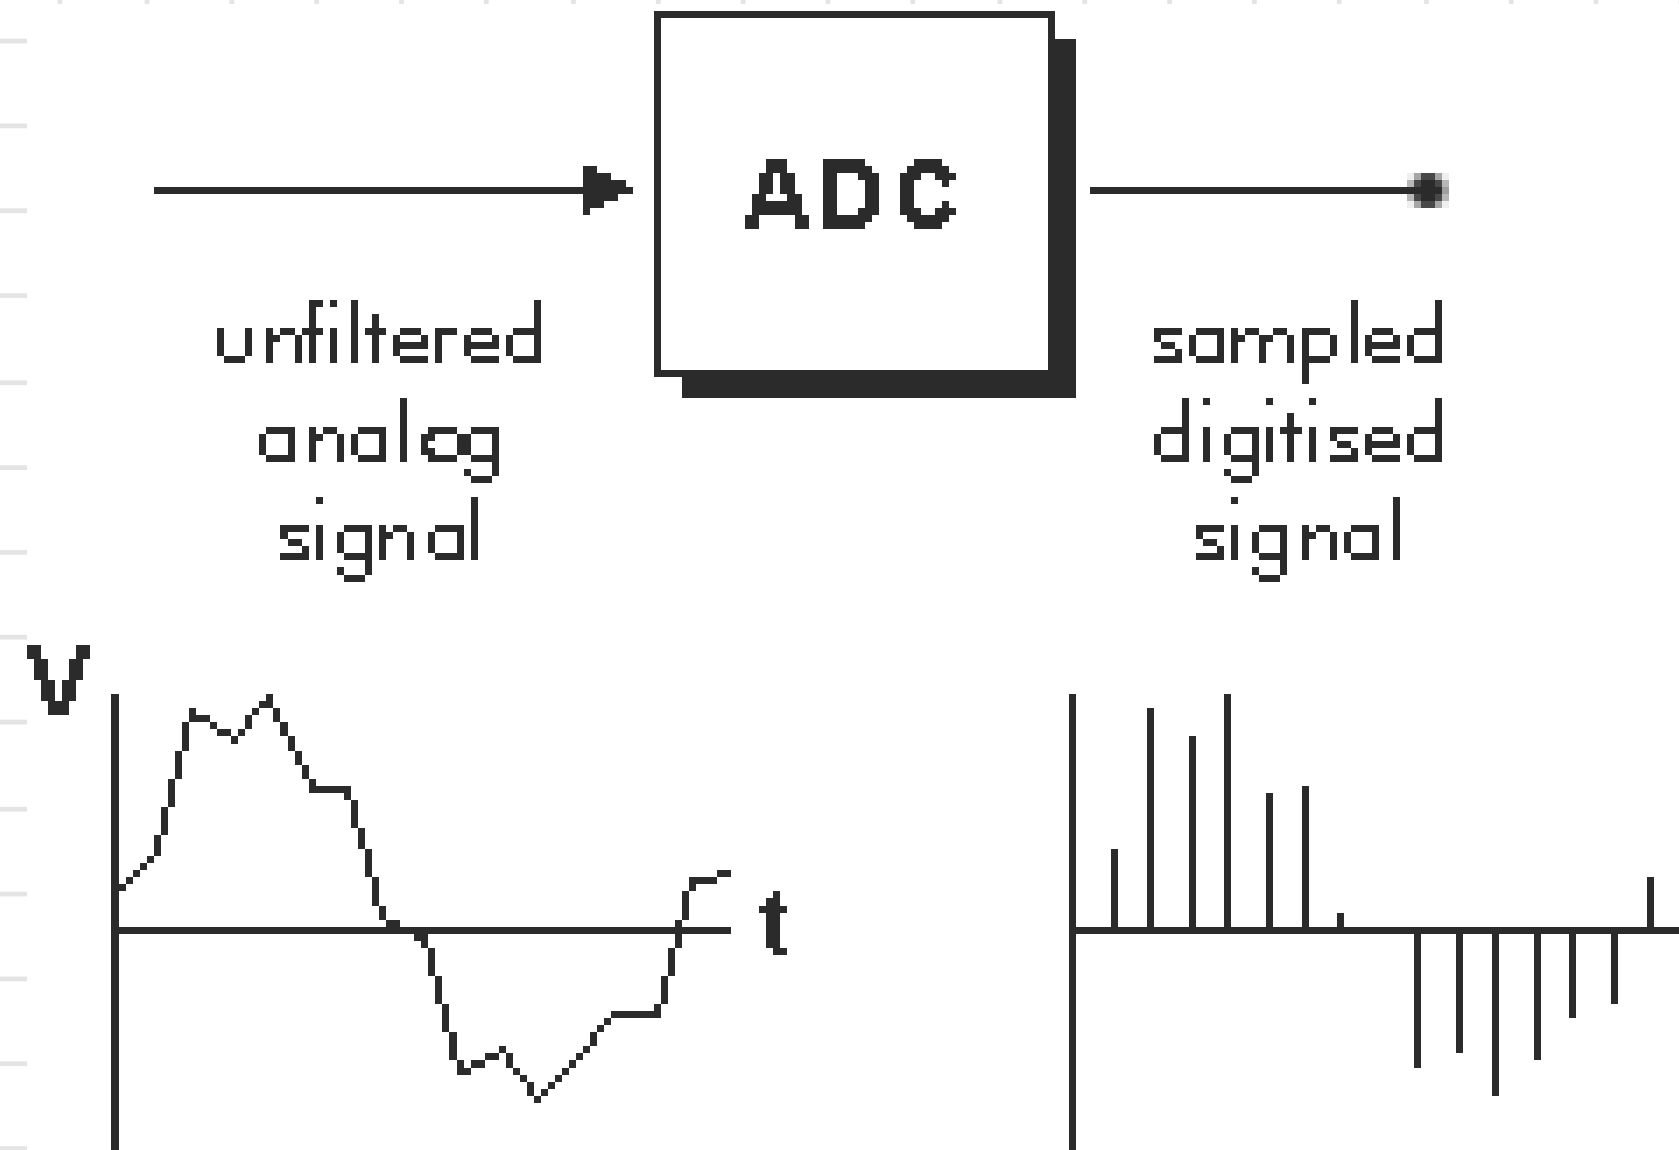 ADC
unfiltered
analog
signal
sampled
digitised
signal
V
t